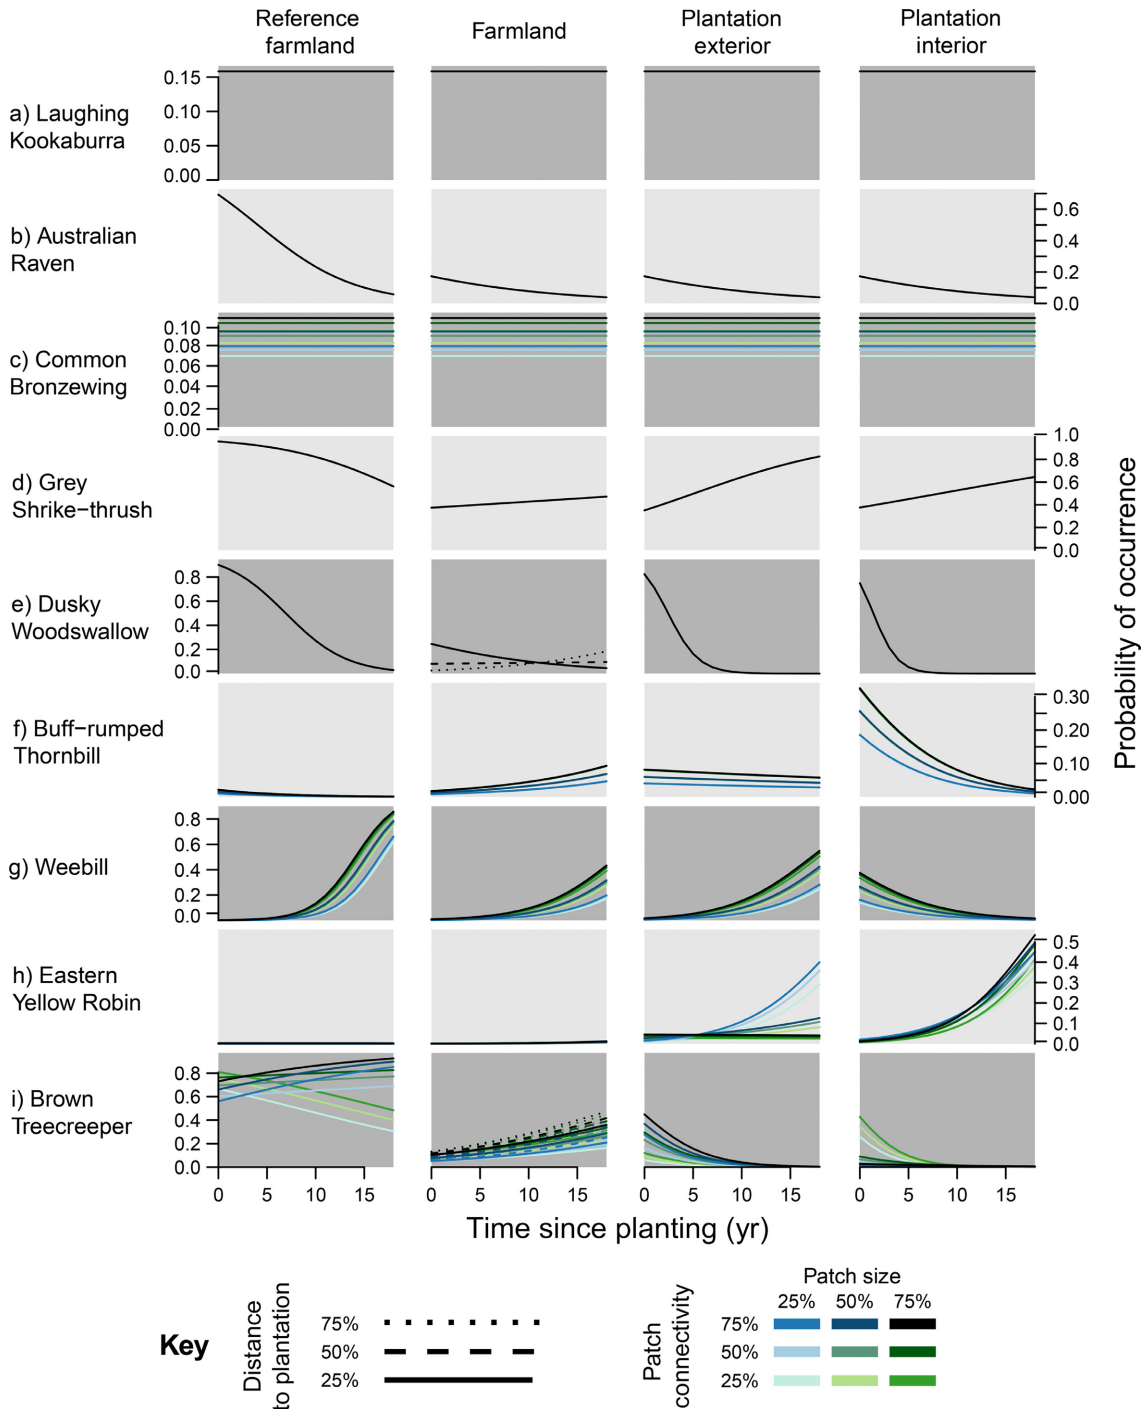 Reference
farmland
Farmland
Plantation
exterior
Plantation
interior
a) Laughing
Kookaburra
0.15
0.10
0.05
0.00
b) Australian
Raven
0.6
0.4
0.2
0.0
c) Common
Bronzewing
0.10
0.08
0.06
0.04
0.02
0.00
d) Grey
Shrike−thrush
1.0
0.8
0.6
0.4
0.2
0.0
e) Dusky
Woodswallow
0.8
0.6
0.4
0.2
0.0
f) Buff−rumped
Thornbill
0.30
0.20
0.10
0.00
g) Weebill
0.8
0.6
0.4
0.2
0.0
h) Eastern
Yellow Robin
0.5
0.4
0.3
0.2
0.1
0.0
i) Brown
Treecreeper
0.8
0.6
0.4
0.2
0.0
Probability of occurrence
0 5 10 15 0 5 10 15 0 5 10 15 0 5 10 15
Time since planting (yr)
Key
Distance
to plantation
75%
50%
25%
Patch size
25% 50% 75%
Patch
connectivity
75%
50%
25%